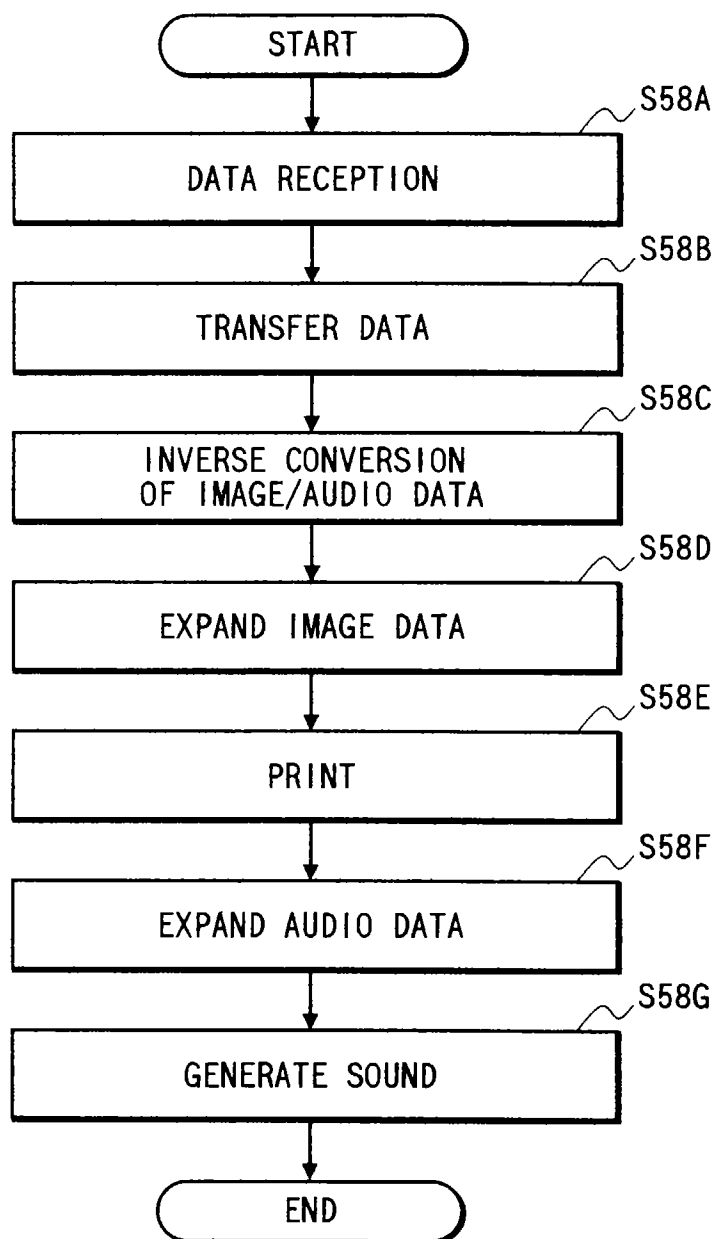 START
S58A
DATA RECEPTION
S58B
TRANSFER DATA
S58C
INVERSE CONVERSION
OF IMAGE/AUDIO DATA
S58D
EXPAND IMAGE DATA
S58E
PRINT
S58F
EXPAND AUDIO DATA
S58G
GENERATE SOUND
END